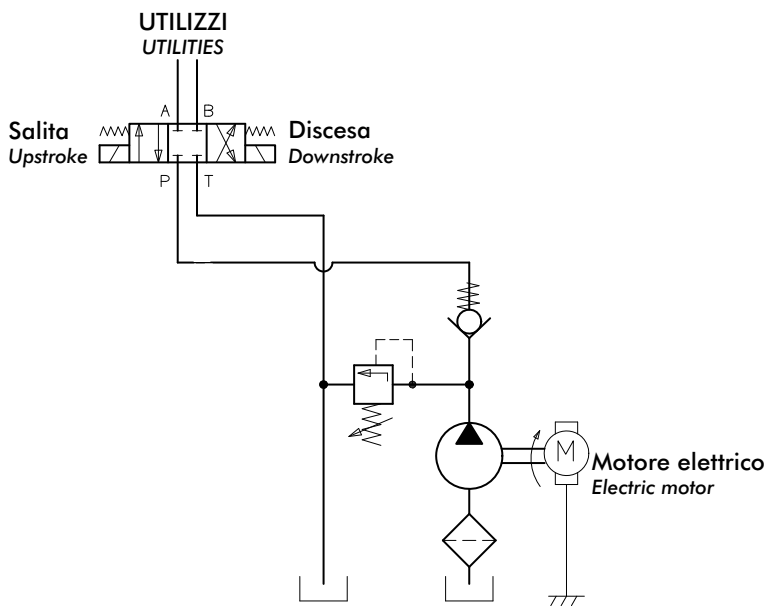 UTILIZZI
UTILITIES
A B
Salita
Upstroke
Discesa
Downstroke
P T
M
Motore elettrico
Electric motor